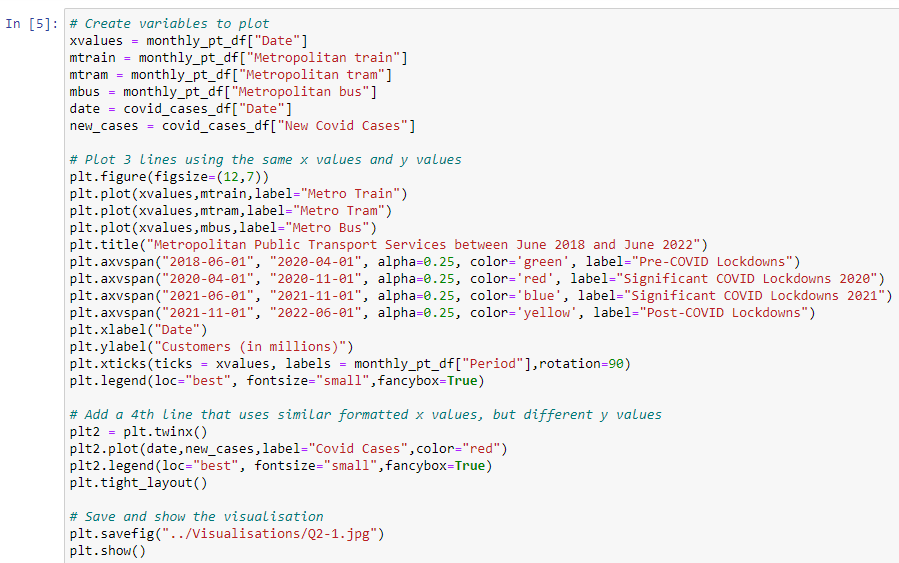 In [5]: # Create variables to plot
xvalues = monthly_pt_df["Date"]
mtrain = monthly_pt_df["Metropolitan train"]
mtram = monthly_pt_df["Metropolitan tram"]
mbus = monthly_pt_df["Metropolitan bus"]
date = covid_cases_df["Date"]
new_cases = covid_cases_df["New Covid Cases"]

# Plot 3 lines using the same x values and y values
plt.figure(figsize=(12,7))
plt.plot(xvalues,mtrain,label="Metro Train")
plt.plot(xvalues,mtram,label="Metro Tram")
plt.plot(xvalues,mbus,label="Metro Bus")
plt.title("Metropolitan Public Transport Services between June 2018 and June 2022")
plt.axvspan("2018-06-01", "2020-04-01", alpha=0.25, color='green', label="Pre-COVID Lockdowns")
plt.axvspan("2020-04-01", "2020-11-01", alpha=0.25, color='red', label="Significant COVID Lockdowns 2020")
plt.axvspan("2021-06-01", "2021-11-01", alpha=0.25, color='blue', label="Significant COVID Lockdowns 2021")
plt.axvspan("2021-11-01", "2022-06-01", alpha=0.25, color='yellow', label="Post-COVID Lockdowns")
plt.xlabel("Date")
plt.ylabel("Customers (in millions)")
plt.xticks(ticks = xvalues, labels = monthly_pt_df["Period"],rotation=90)
plt.legend(loc="best", fontsize="small",fancybox=True)

# Add a 4th line that uses similar formatted x values, but different y values
plt2 = plt.twinx()
plt2.plot(date,new_cases,label="Covid Cases",color="red")
plt2.legend(loc="best", fontsize="small",fancybox=True)
plt.tight_layout()

# Save and show the visualisation
plt.savefig("../Visualisations/Q2-1.jpg")
plt.show()